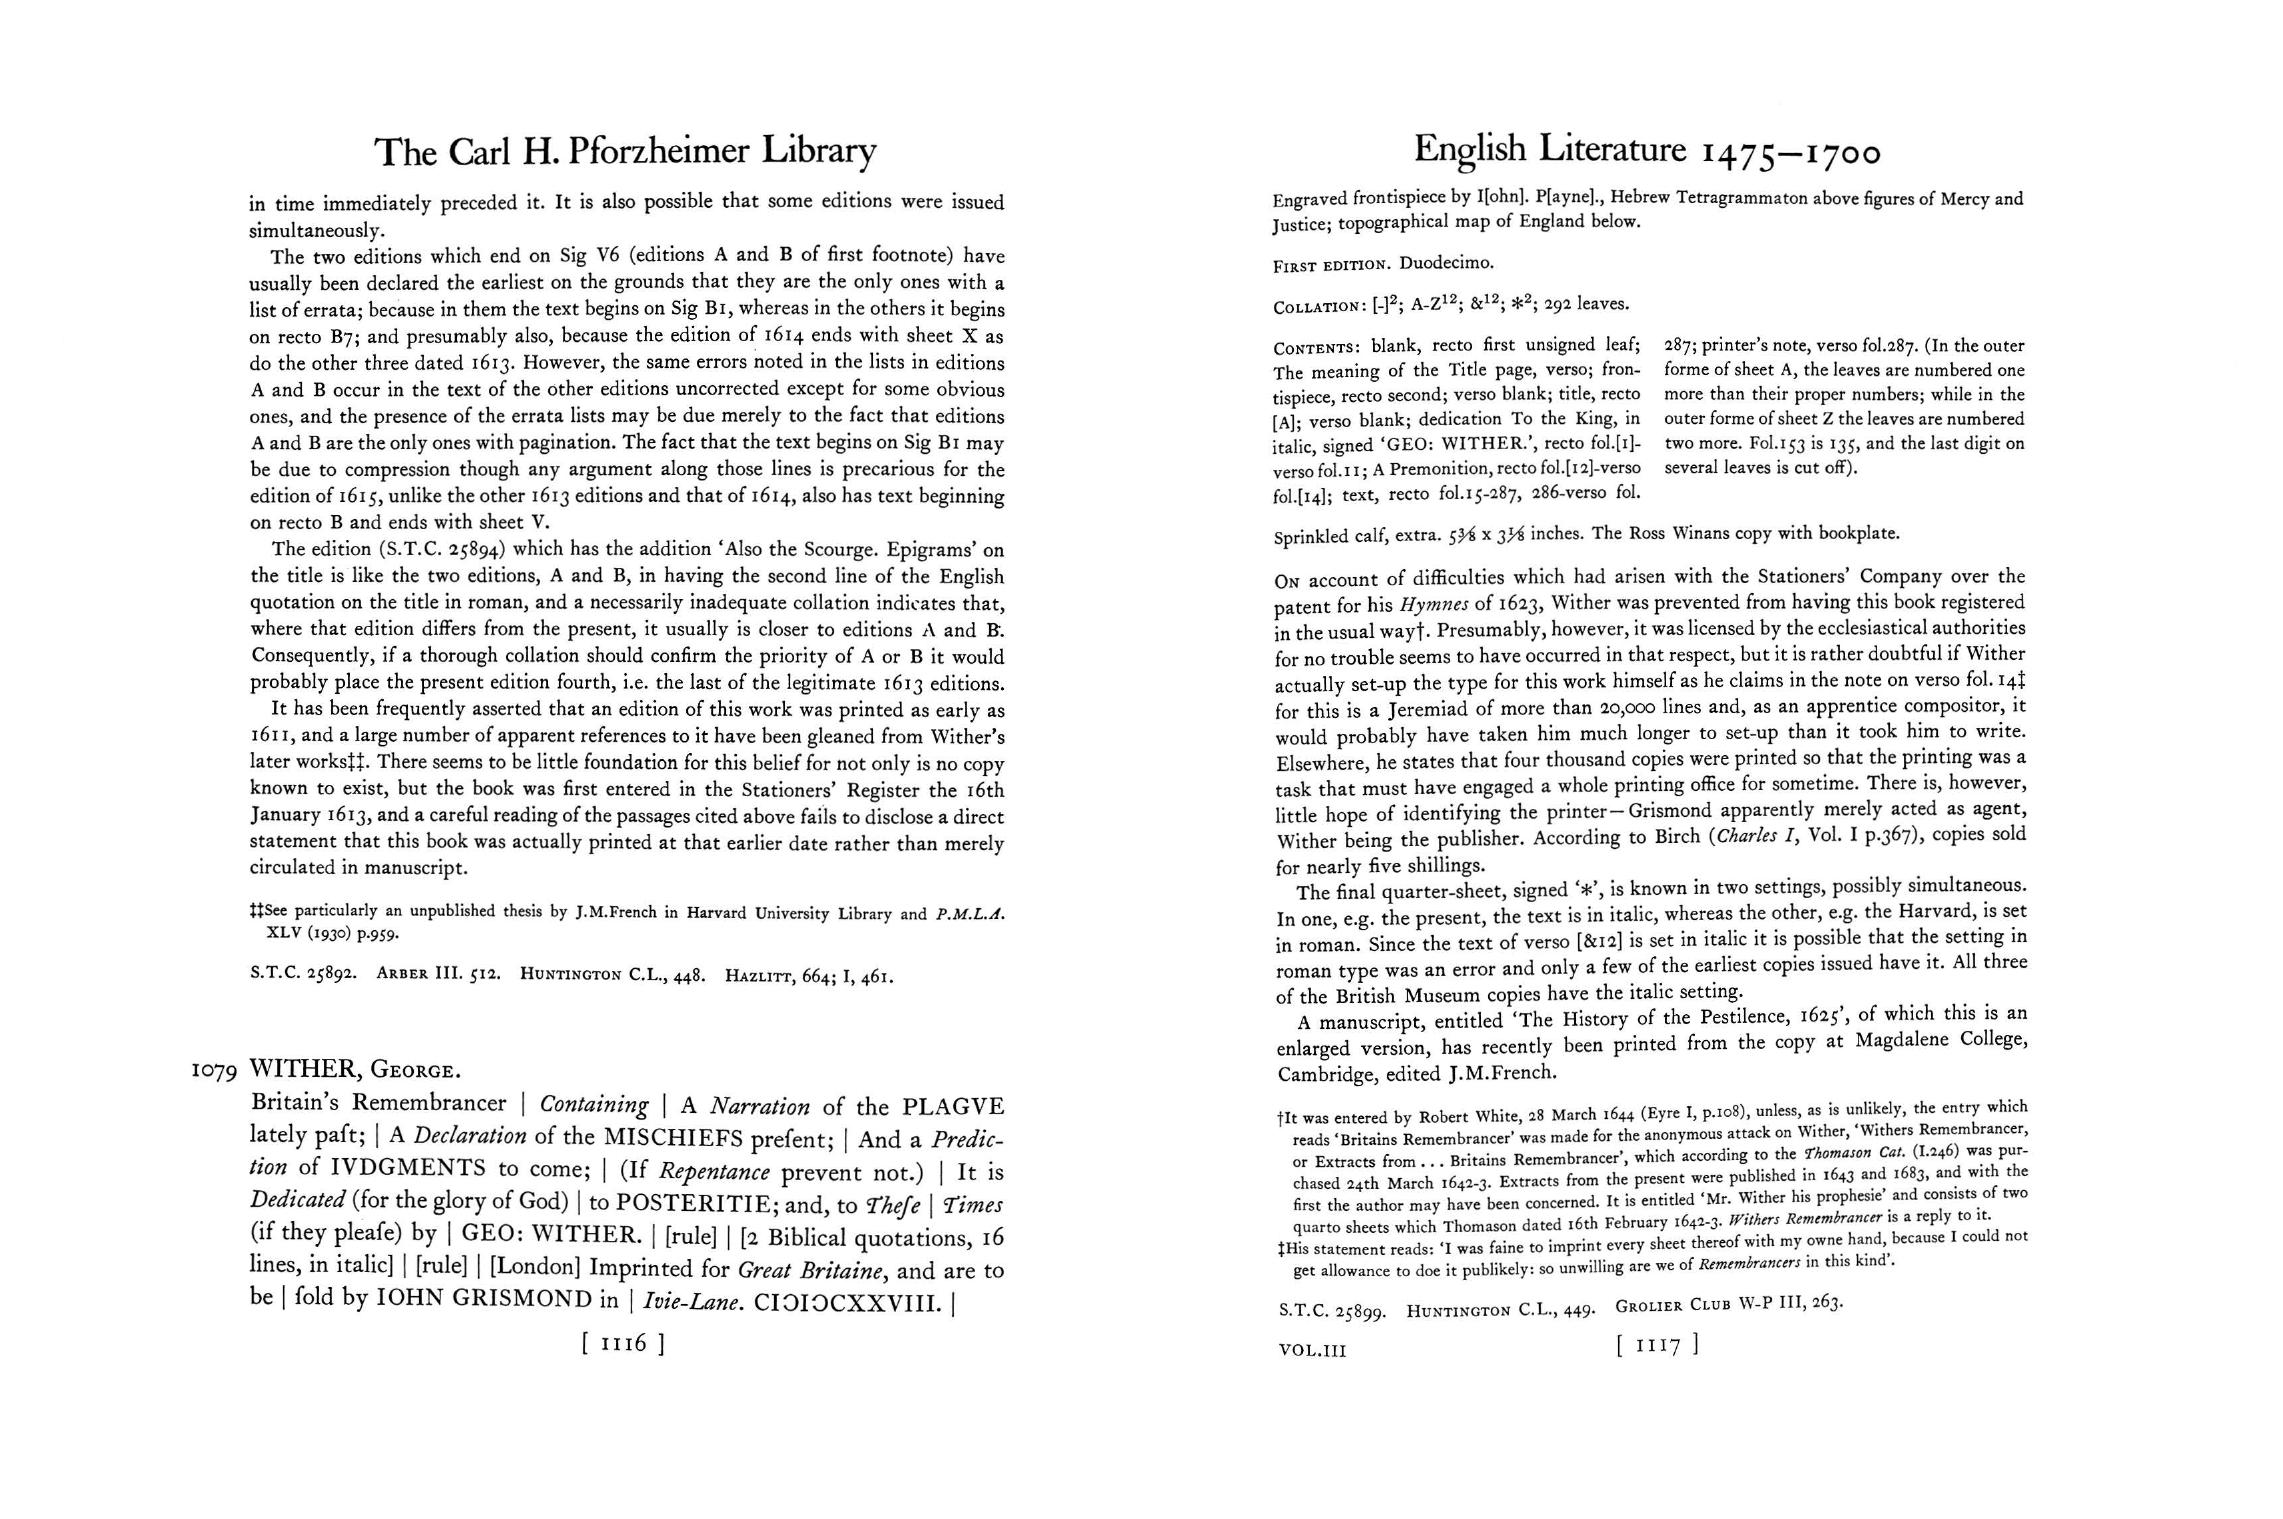 The Carl H. Pforzheimer Library
in time immediately preceded it. It is also possible that some editions were issued
simultaneously.
The two editions which end on Sig V6 (editions A and B of first footnote) have
usually been declared the earliest on the grounds that they are the only ones with a
list of errata; because in them the text begins on Sig B1, whereas in the others it begins
on recto B7; and presumably also, because the edition of 1614 ends with sheet X as
do the other three dated 1613. However, the same errors noted in the lists in editions
A and B occur in the text of the other editions uncorrected except for some obvious
ones, and the presence of the errata lists may be due merely to the fact that editions
A and B are the only ones with pagination. The fact that the text begins on Sig B1 may
be due to compression though any argument along those lines is precarious for the
edition of 1615, unlike the other 1613 editions and that of 1614, also has text beginning
on recto B and ends with sheet V.
The edition (S.T.C. 25894) which has the addition ‘Also the Scourge. Epigrams’ on
the title is like the two editions, A and B, in having the second line of the English
quotation on the title in roman, and a necessarily inadequate collation indicates that,
where that edition differs from the present, it usually is closer to editions A and B.
Consequently, if a thorough collation should confirm the priority of A or B it would
probably place the present edition fourth, i.e. the last of the legitimate 1613 editions.
It has been frequently asserted that an edition of this work was printed as early as
1611, and a large number of apparent references to it have been gleaned from Wither’s
later works‡‡. There seems to be little foundation for this belief for not only is no copy
known to exist, but the book was first entered in the Stationers’ Register the 16th
January 1613, and a careful reading of the passages cited above fails to disclose a direct
statement that this book was actually printed at that earlier date rather than merely
circulated in manuscript.
‡‡See particularly an unpublished thesis by J.M.French in Harvard University Library and P.M.L.A.
XLV (1930) p.959.
S.T.C. 25892. ARBER III. 512. HUNTINGTON C.L., 448. HAZLITT, 664; I, 461.
1079 WITHER, GEORGE.
Britain’s Remembrancer | Containing | A Narration of the PLAGVE
lately paſt; | A Declaration of the MISCHIEFS preſent; | And a Predic-
tion of IVDGMENTS to come; | (If Repentance prevent not.) | It is
Dedicated (for the glory of God) | to POSTERITIE; and, to Theſe | Times
(if they pleaſe) by | GEO: WITHER. | [rule] | [2 Biblical quotations, 16
lines, in italic] | [rule] | [London] Imprinted for Great Britaine, and are to
be | ſold by IOHN GRISMOND in | Ivie-Lane. CIↃIↃCXXVIII. |
[ 1116 ]
English Literature 1475–1700
Engraved frontispiece by I[ohn]. P[ayne]., Hebrew Tetragrammaton above figures of Mercy and
Justice; topographical map of England below.
FIRST EDITION. Duodecimo.
COLLATION: [-]²; A-Z¹²; &¹²; *²; 292 leaves.
CONTENTS: blank, recto first unsigned leaf;
The meaning of the Title page, verso; fron-
tispiece, recto second; verso blank; title, recto
[A]; verso blank; dedication To the King, in
italic, signed ‘GEO: WITHER.’, recto fol.[1]-
verso fol.11; A Premonition, recto fol.[12]-verso
fol.[14]; text, recto fol.15-287, 286-verso fol.
287; printer’s note, verso fol.287. (In the outer
forme of sheet A, the leaves are numbered one
more than their proper numbers; while in the
outer forme of sheet Z the leaves are numbered
two more. Fol.153 is 135, and the last digit on
several leaves is cut off).
Sprinkled calf, extra. 5⅜ x 3⅛ inches. The Ross Winans copy with bookplate.
ON account of difficulties which had arisen with the Stationers’ Company over the
patent for his Hymnes of 1623, Wither was prevented from having this book registered
in the usual way†. Presumably, however, it was licensed by the ecclesiastical authorities
for no trouble seems to have occurred in that respect, but it is rather doubtful if Wither
actually set-up the type for this work himself as he claims in the note on verso fol. 14‡
for this is a Jeremiad of more than 20,000 lines and, as an apprentice compositor, it
would probably have taken him much longer to set-up than it took him to write.
Elsewhere, he states that four thousand copies were printed so that the printing was a
task that must have engaged a whole printing office for sometime. There is, however,
little hope of identifying the printer—Grismond apparently merely acted as agent,
Wither being the publisher. According to Birch (Charles I, Vol. I p.367), copies sold
for nearly five shillings.
The final quarter-sheet, signed ‘*’, is known in two settings, possibly simultaneous.
In one, e.g. the present, the text is in italic, whereas the other, e.g. the Harvard, is set
in roman. Since the text of verso [&12] is set in italic it is possible that the setting in
roman type was an error and only a few of the earliest copies issued have it. All three
of the British Museum copies have the italic setting.
A manuscript, entitled ‘The History of the Pestilence, 1625’, of which this is an
enlarged version, has recently been printed from the copy at Magdalene College,
Cambridge, edited J.M.French.
†It was entered by Robert White, 28 March 1644 (Eyre I, p.108), unless, as is unlikely, the entry which
reads ‘Britains Remembrancer’ was made for the anonymous attack on Wither, ‘Withers Remembrancer,
or Extracts from . . . Britains Remembrancer’, which according to the Thomason Cat. (I.246) was pur-
chased 24th March 1642-3. Extracts from the present were published in 1643 and 1683, and with the
first the author may have been concerned. It is entitled ‘Mr. Wither his prophesie’ and consists of two
quarto sheets which Thomason dated 16th February 1642-3. Withers Remembrancer is a reply to it.
‡His statement reads: ‘I was faine to imprint every sheet thereof with my owne hand, because I could not
get allowance to doe it publikely: so unwilling are we of Remembrancers in this kind’.
S.T.C. 25899. HUNTINGTON C.L., 449. GROLIER CLUB W-P III, 263.
VOL.III
[ 1117 ]